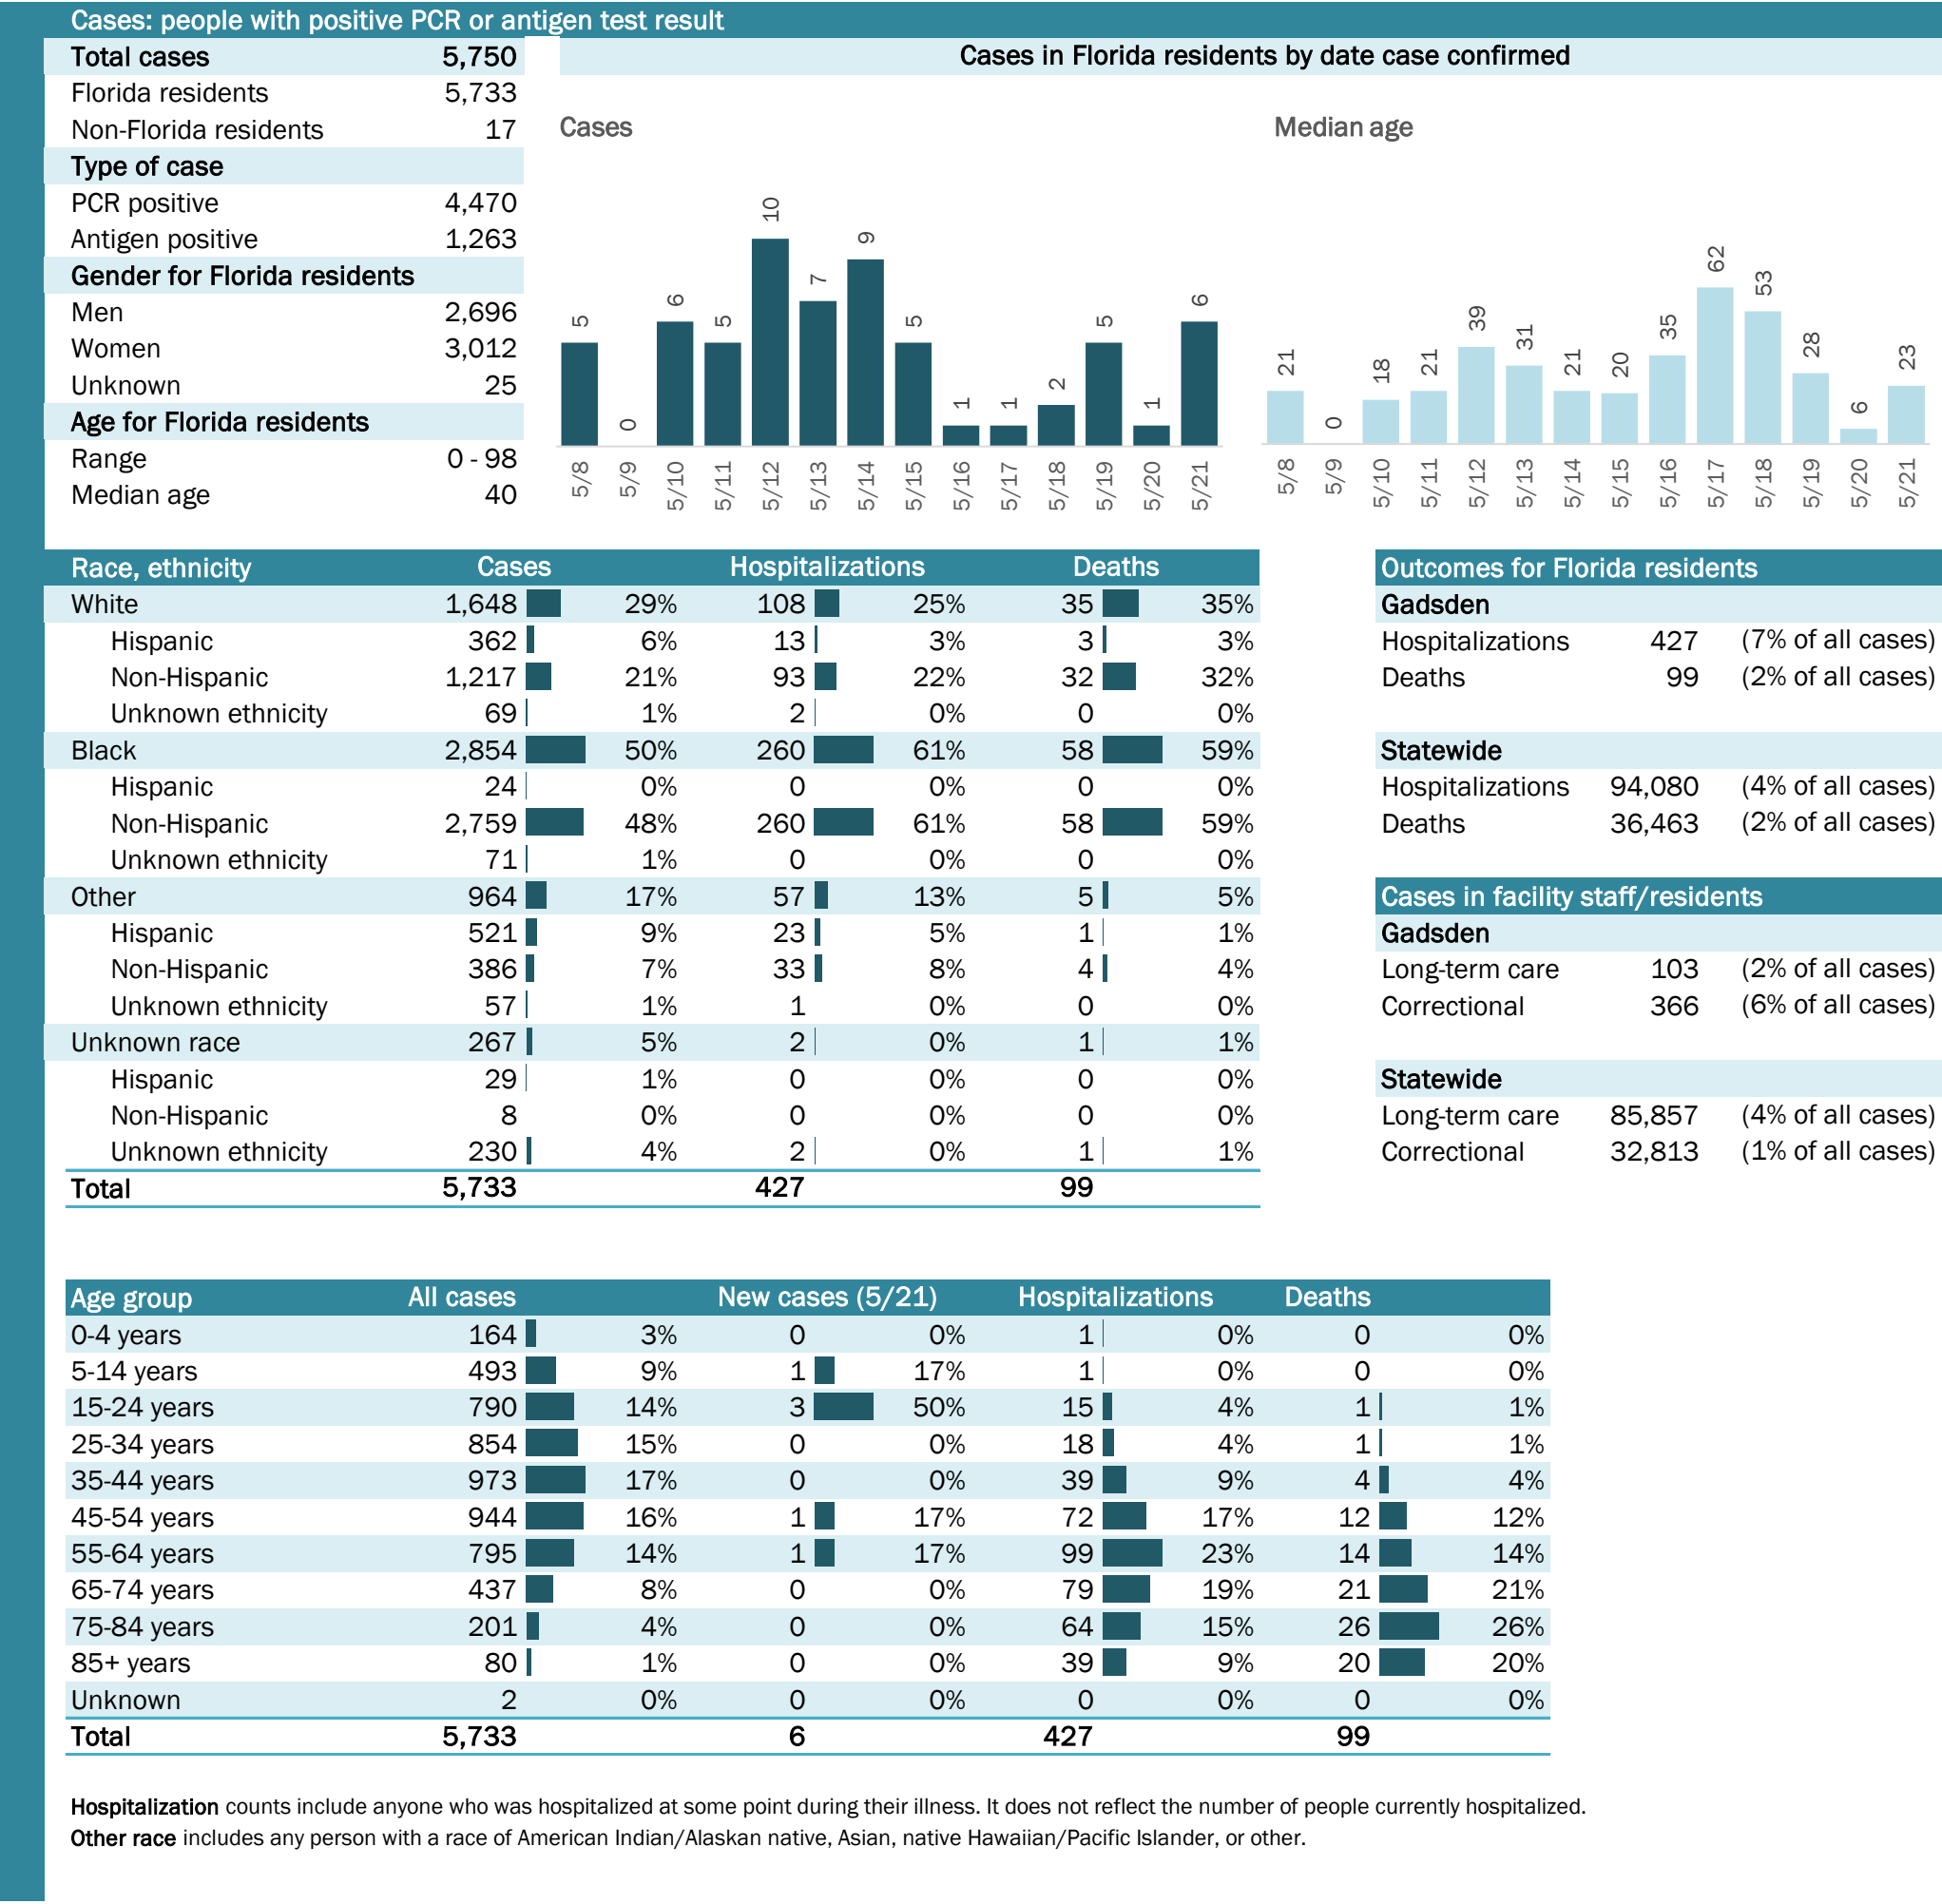 Cases: people with positive PCR or antigen test result
Total cases 5,750
Florida residents 5,733
Non-Florida residents 17
Type of case
PCR positive 4,470
Antigen positive 1,263
Gender for Florida residents
Men 2,696
Women 3,012
Unknown 25
Age for Florida residents
Range 0 - 98
Median age 40
Cases in Florida residents by date case confirmed
Cases
5 0 6 5 10 7 9 5 1 1 2 5 1 6
5/8 5/9 5/10 5/11 5/12 5/13 5/14 5/15 5/16 5/17 5/18 5/19 5/20 5/21
Median age
21 0 18 21 39 31 21 20 35 62 53 28 6 23
5/8 5/9 5/10 5/11 5/12 5/13 5/14 5/15 5/16 5/17 5/18 5/19 5/20 5/21
Race, ethnicity Cases Hospitalizations Deaths
White 1,648 29% 108 25% 35 35%
Hispanic 362 6% 13 3% 3 3%
Non-Hispanic 1,217 21% 93 22% 32 32%
Unknown ethnicity 69 1% 2 0% 0 0%
Black 2,854 50% 260 61% 58 59%
Hispanic 24 0% 0 0% 0 0%
Non-Hispanic 2,759 48% 260 61% 58 59%
Unknown ethnicity 71 1% 0 0% 0 0%
Other 964 17% 57 13% 5 5%
Hispanic 521 9% 23 5% 1 1%
Non-Hispanic 386 7% 33 8% 4 4%
Unknown ethnicity 57 1% 1 0% 0 0%
Unknown race 267 5% 2 0% 1 1%
Hispanic 29 1% 0 0% 0 0%
Non-Hispanic 8 0% 0 0% 0 0%
Unknown ethnicity 230 4% 2 0% 1 1%
Total 5,733 427 99
Outcomes for Florida residents
Gadsden
Hospitalizations 427 (7% of all cases)
Deaths 99 (2% of all cases)
Statewide
Hospitalizations 94,080 (4% of all cases)
Deaths 36,463 (2% of all cases)
Cases in facility staff/residents
Gadsden
Long-term care 103 (2% of all cases)
Correctional 366 (6% of all cases)
Statewide
Long-term care 85,857 (4% of all cases)
Correctional 32,813 (1% of all cases)
Age group All cases New cases (5/21) Hospitalizations Deaths
0-4 years 164 3% 0 0% 1 0% 0 0%
5-14 years 493 9% 1 17% 1 0% 0 0%
15-24 years 790 14% 3 50% 15 4% 1 1%
25-34 years 854 15% 0 0% 18 4% 1 1%
35-44 years 973 17% 0 0% 39 9% 4 4%
45-54 years 944 16% 1 17% 72 17% 12 12%
55-64 years 795 14% 1 17% 99 23% 14 14%
65-74 years 437 8% 0 0% 79 19% 21 21%
75-84 years 201 4% 0 0% 64 15% 26 26%
85+ years 80 1% 0 0% 39 9% 20 20%
Unknown 2 0% 0 0% 0 0% 0 0%
Total 5,733 6 427 99
Hospitalization counts include anyone who was hospitalized at some point during their illness. It does not reflect the number of people currently hospitalized.
Other race includes any person with a race of American Indian/Alaskan native, Asian, native Hawaiian/Pacific Islander, or other.